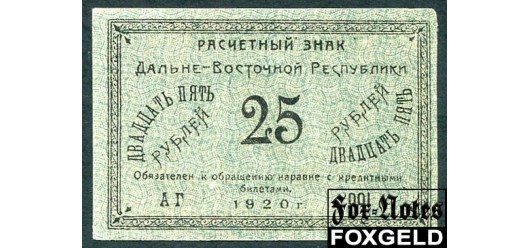 РАСЧЕТНЫЙ ЗНАК
Дальне-Восточной Республики
ДВАДЦАТЬ ПЯТЬ
РУБЛЕЙ
25
РУБЛЕЙ
ДВАДЦАТЬ ПЯТЬ
Обязателен к обращению наравне с кредитными
билетами.
АГ
1920 г.
Fox-Notes
FOXGELD